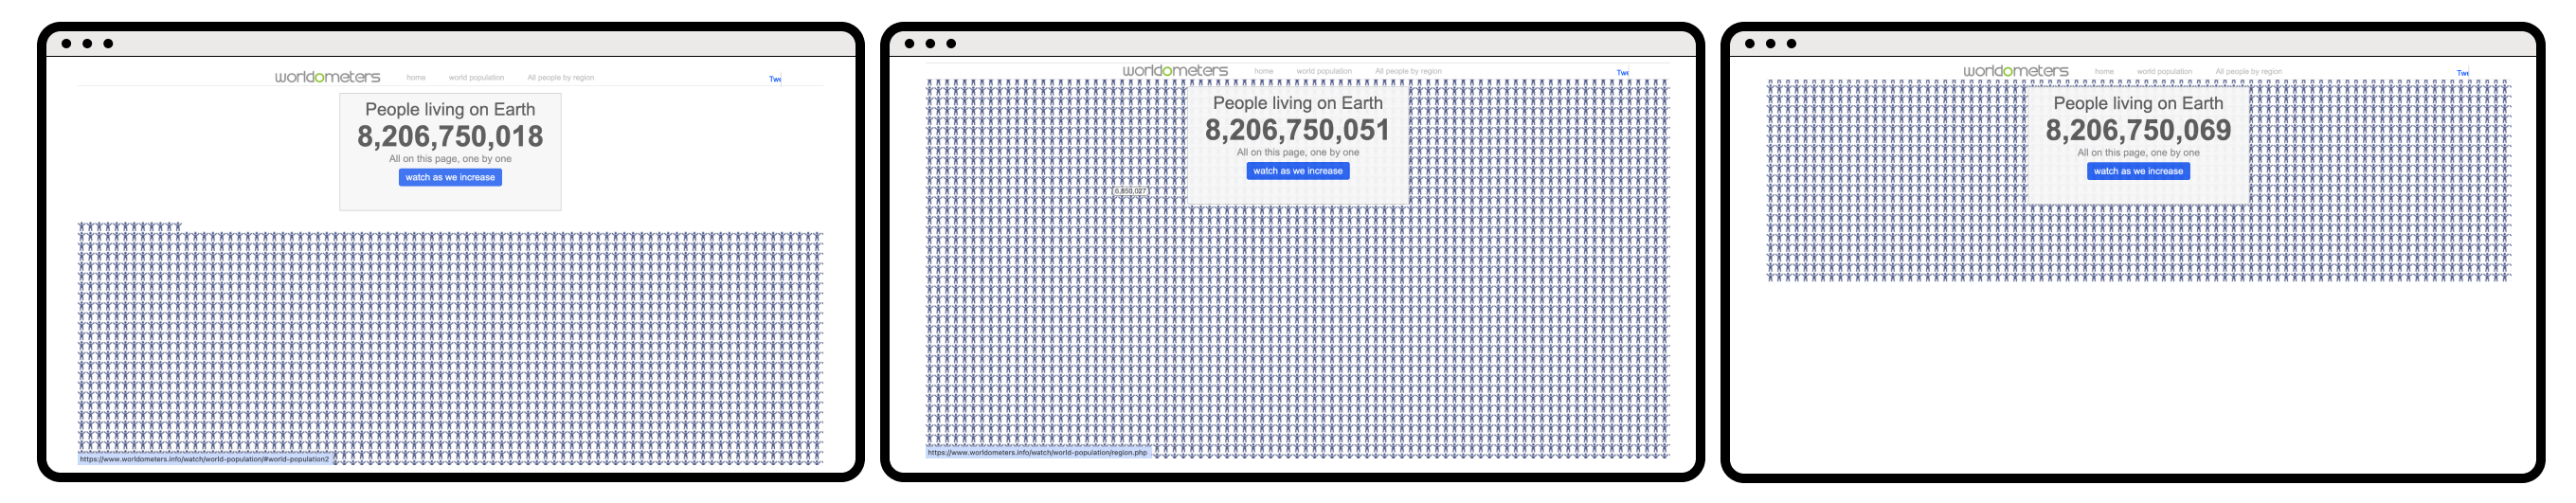 worldometers home world population All people by region Twe
People living on Earth
8,206,750,018
All on this page, one by one
watch as we increase
https://www.worldometers.info/watch/world-population/#world-population2
worldometers home world population All people by region Twe
People living on Earth
8,206,750,051
All on this page, one by one
watch as we increase
6,850,027
https://www.worldometers.info/watch/world-population/region.php
worldometers home world population All people by region Twe
People living on Earth
8,206,750,069
All on this page, one by one
watch as we increase